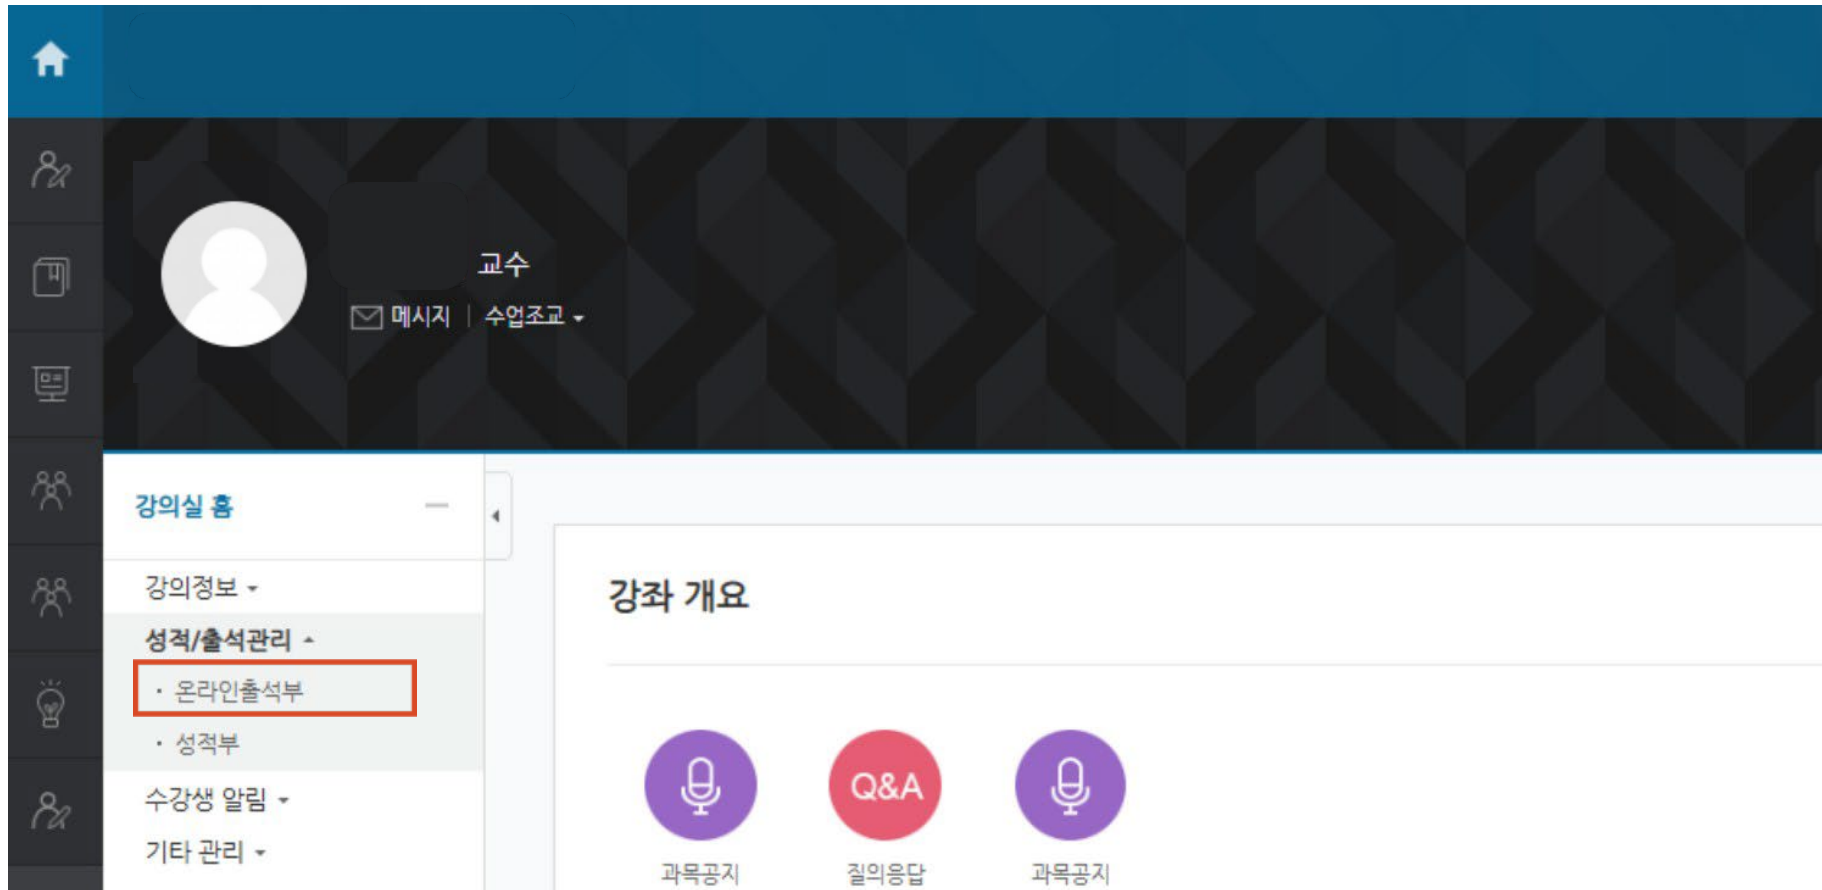 교수
메시지 | 수업조교
강의실 홈
강의정보
성적/출석관리
· 온라인출석부
· 성적부
수강생 알림
기타 관리
강좌 개요
Q&A
과목공지 질의응답 과목공지